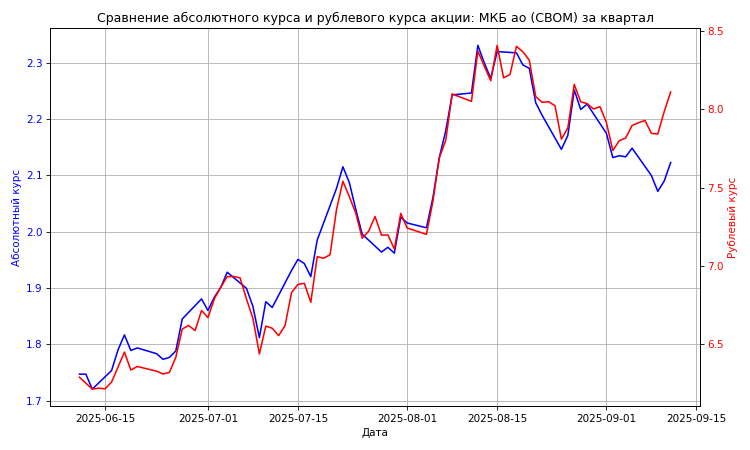 Сравнение абсолютного курса и рублевого курса акции: МКБ ао (CBOM) за квартал
8.5
2.3
8.0
2.2
7.5
2.1
Абсолютный курс
Рублевый курс
2.0
7.0
1.9
6.5
1.8
1.7
2025-06-15 2025-07-01 2025-07-15 2025-08-01 2025-08-15 2025-09-01 2025-09-15
Дата